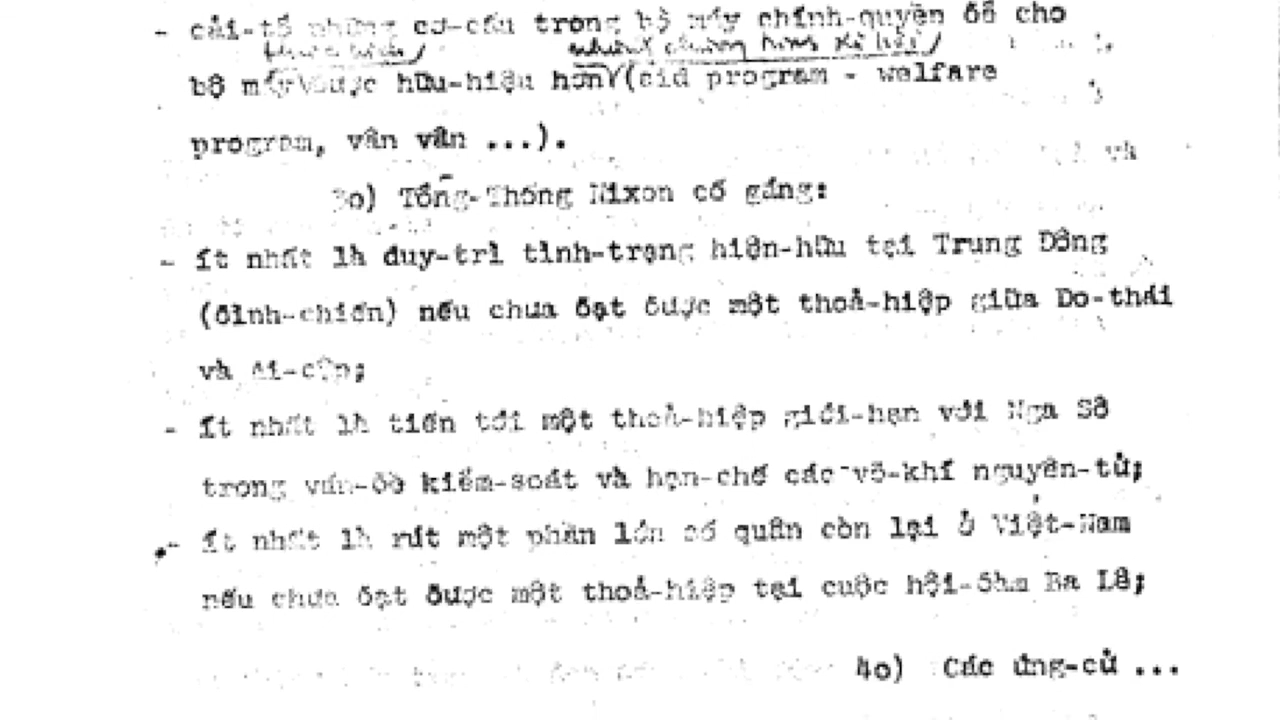 - cải-tổ những cơ-cấu trong bộ máy chính-quyền để cho
bộ máy được hữu-hiệu hơn (aid program - welfare
program, vân vân ...).
3o) Tổng-Thống Nixon cố gắng:
- ít nhất là duy-trì tình-trạng hiện-hữu tại Trung Đông
(đình-chiến) nếu chưa đạt được một thoả-hiệp giữa Do-thái
và Ai-cập;
- ít nhất là tiến tới một thoả-hiệp giới-hạn với Nga Sô
trong vấn-đề kiểm-soát và hạn-chế các võ-khí nguyên-tử;
- ít nhất là rút một phần lớn số quân còn lại ở Việt-Nam
nếu chưa đạt được một thoả-hiệp tại cuộc hội-đàm Ba Lê;
4o) Các ứng-cử ...